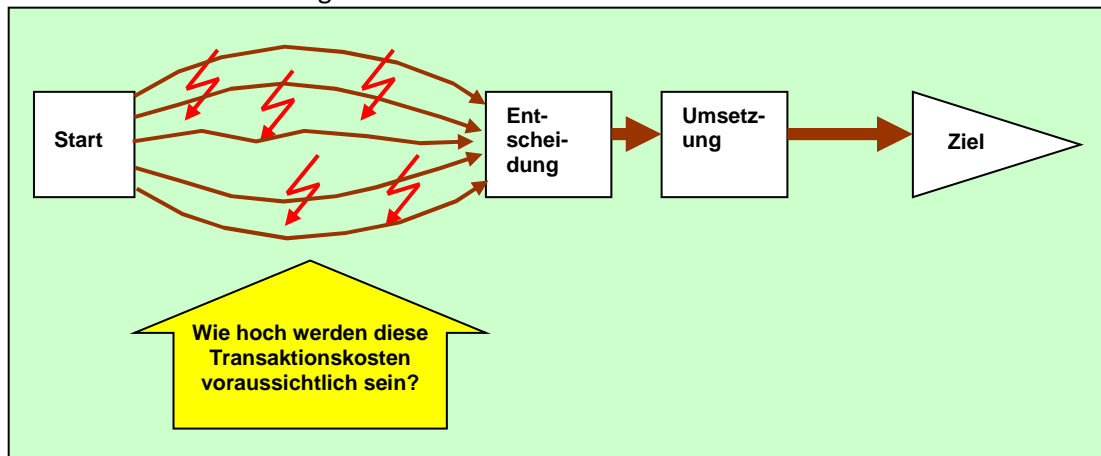 Start
Ent-
schei-
dung
Umsetz-
ung
Ziel
Wie hoch werden diese
Transaktionskosten
voraussichtlich sein?